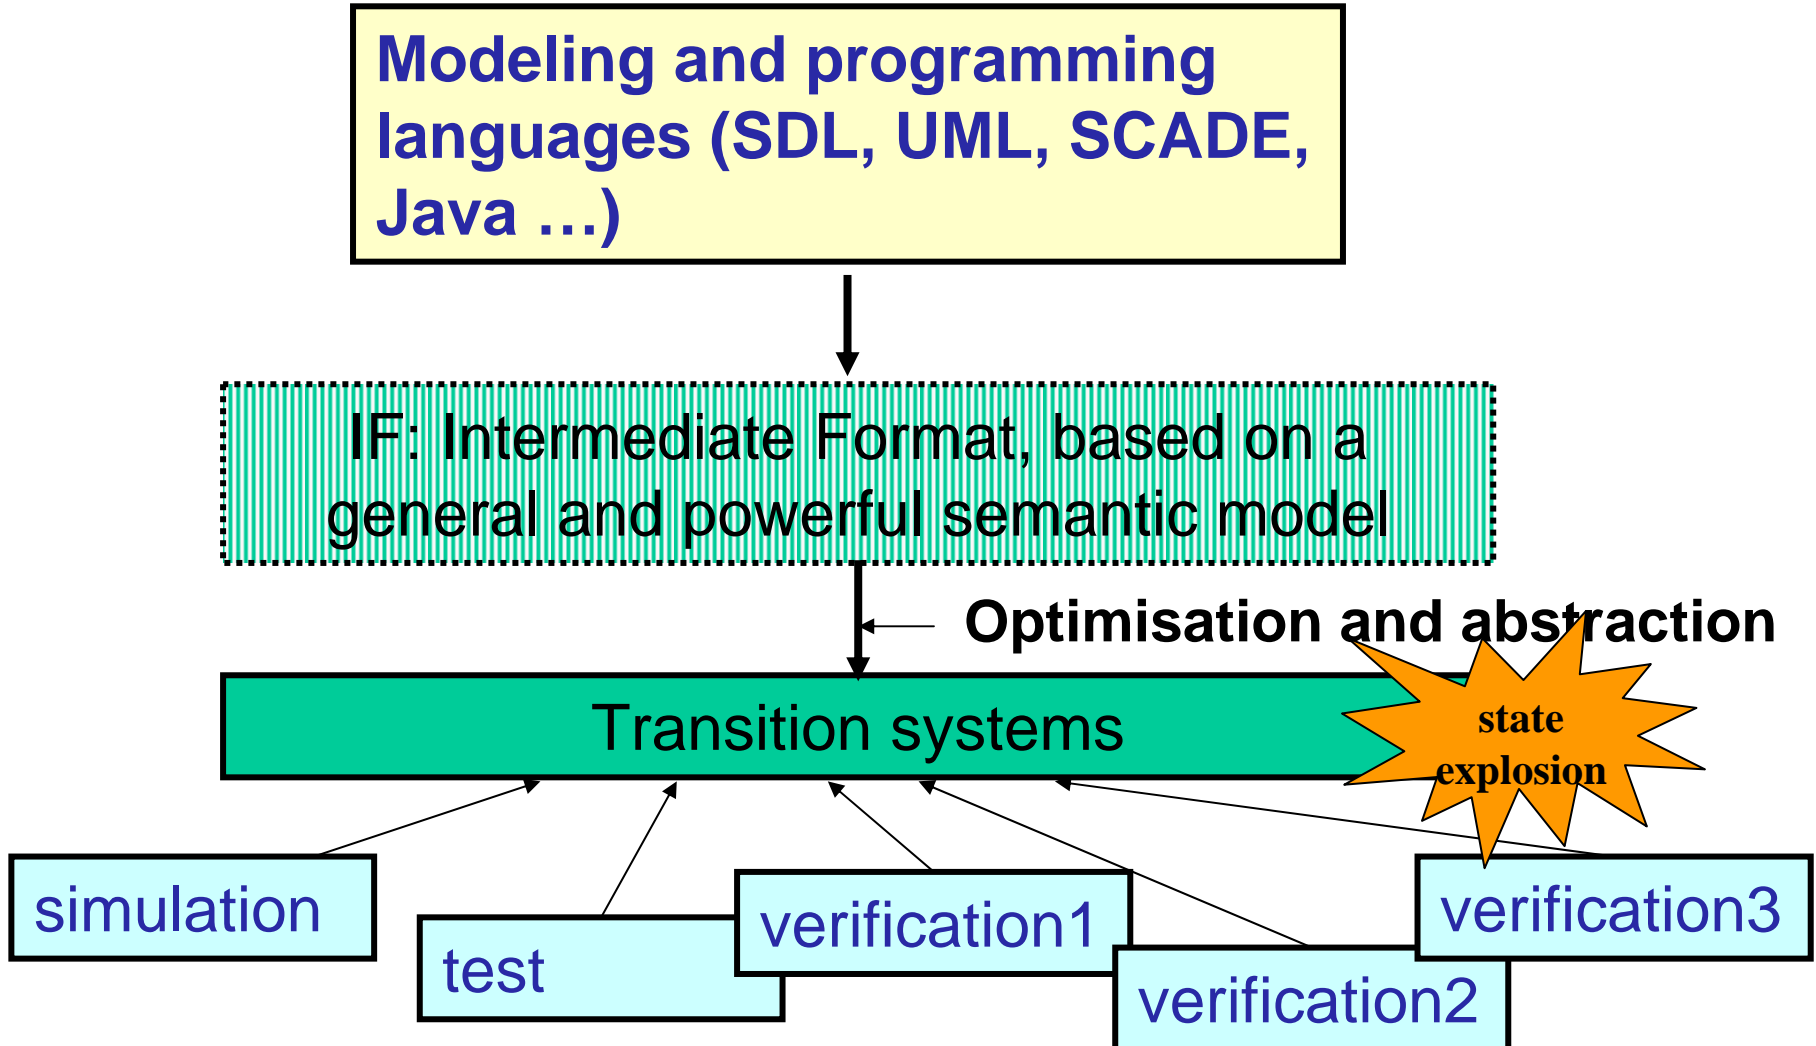 Modeling and programming
languages (SDL, UML, SCADE,
Java …)
IF: Intermediate Format, based on a
general and powerful semantic model
Optimisation and abstraction
Transition systems
state
explosion
simulation
test
verification1
verification2
verification3